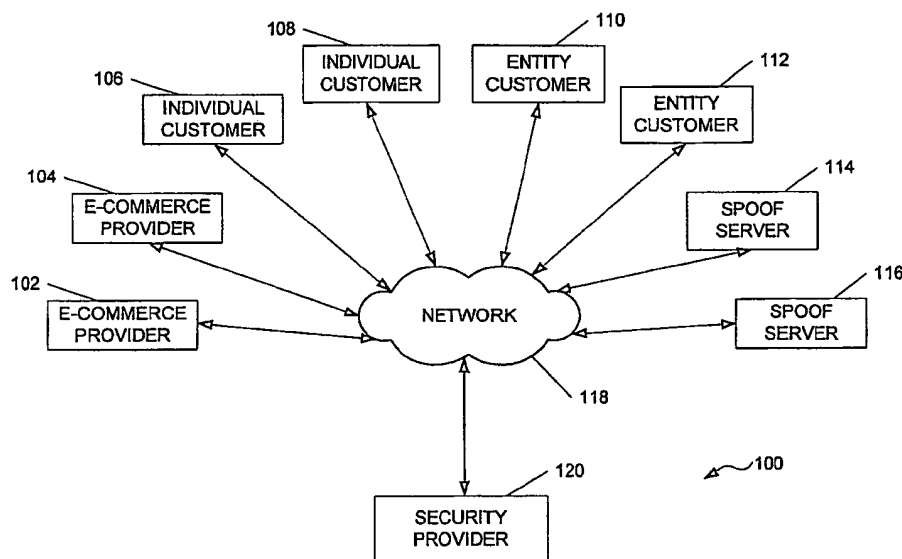 108
INDIVIDUAL
CUSTOMER
110
ENTITY
CUSTOMER
106
INDIVIDUAL
CUSTOMER
112
ENTITY
CUSTOMER
104
E-COMMERCE
PROVIDER
114
SPOOF
SERVER
102
E-COMMERCE
PROVIDER
NETWORK
116
SPOOF
SERVER
118
100
120
SECURITY
PROVIDER